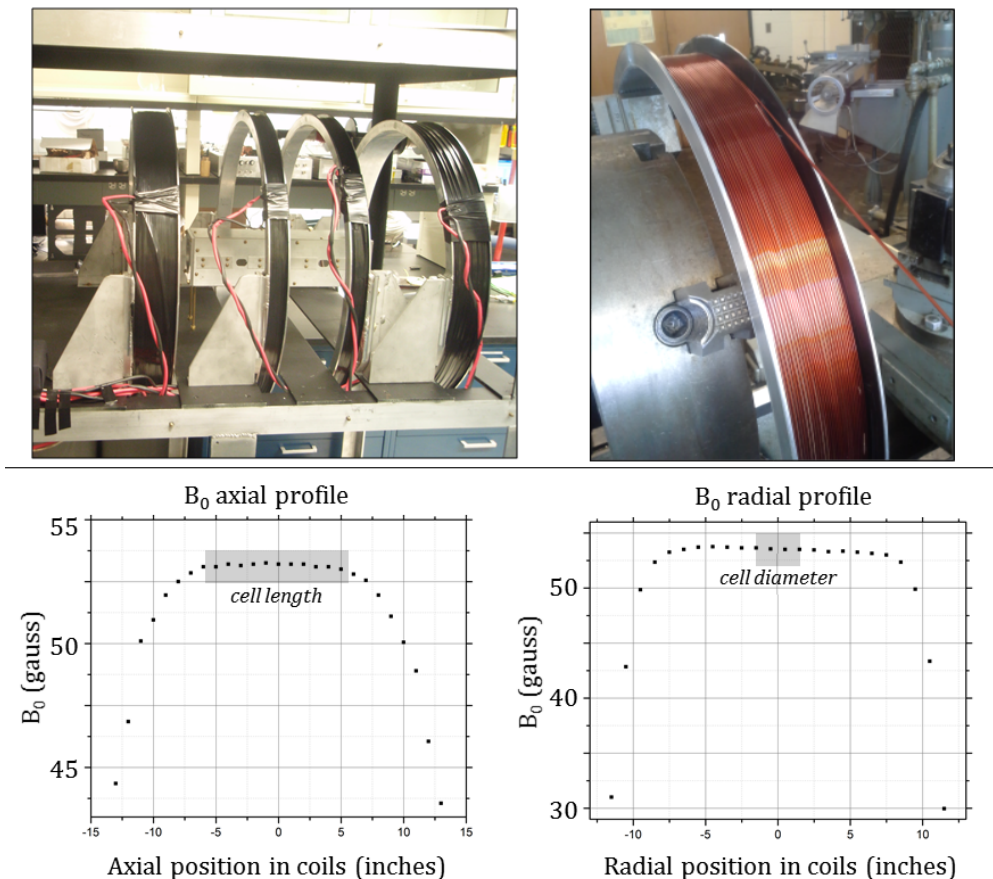 B₀ axial profile
55
50
45
B₀ (gauss)
cell length
-15 -10 -5 0 5 10 15
Axial position in coils (inches)
B₀ radial profile
50
40
30
B₀ (gauss)
cell diameter
-10 -5 0 5 10
Radial position in coils (inches)